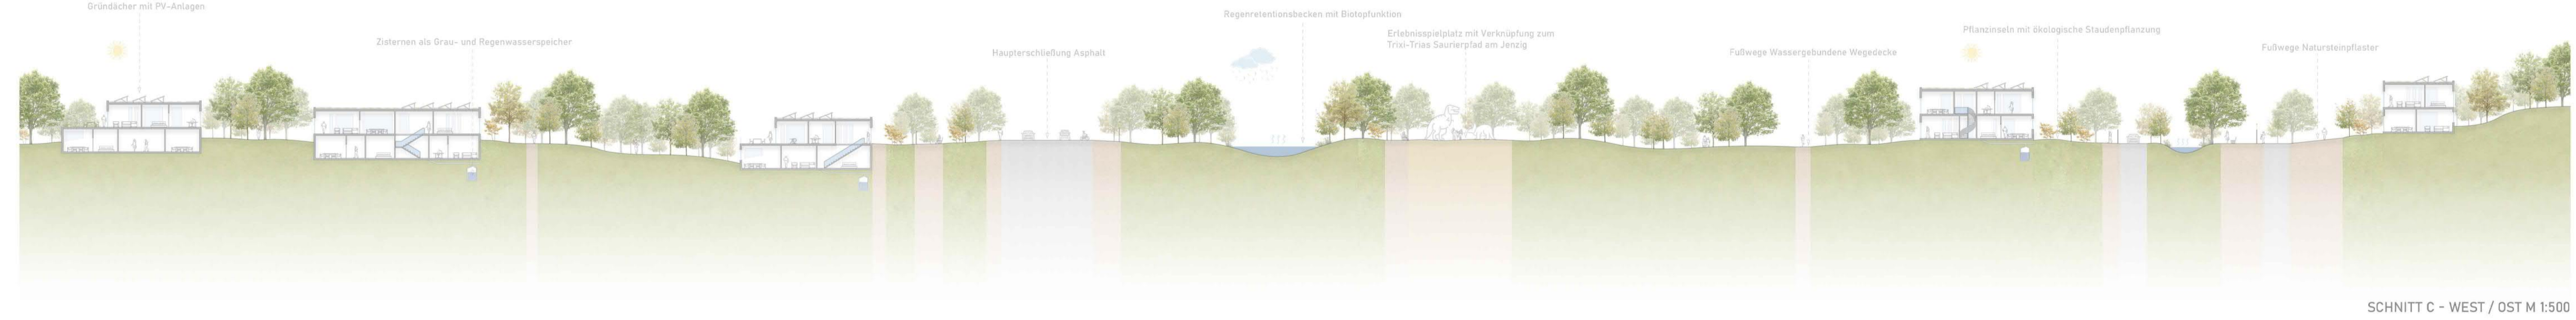 Gründächer mit PV-Anlagen
Zisternen als Grau- und Regenwasserspeicher
Haupterschließung Asphalt
Regenretentionsbecken mit Biotopfunktion
Erlebnisspielplatz mit Verknüpfung zum
Trixi-Trias Saurierpfad am Jenzig
Fußwege Wassergebundene Wegedecke
Pflanzinseln mit ökologische Staudenpflanzung
Fußwege Natursteinpflaster
SCHNITT C - WEST / OST M 1:500